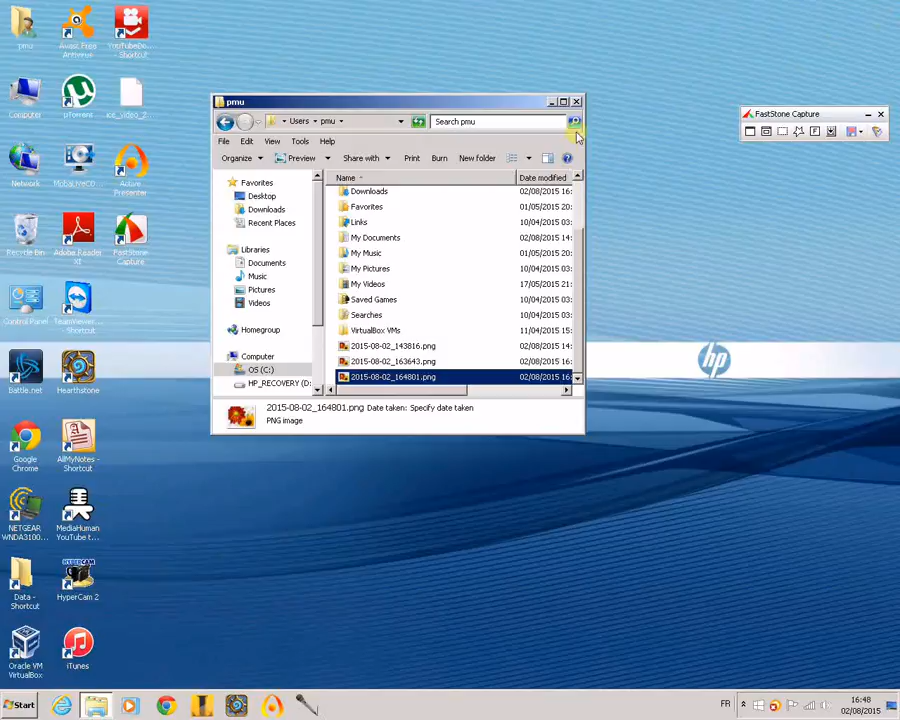 pmu
Avast Free
Antivirus
YouTubeDo...
- Shortcut
Computer
µTorrent
ice_video_2...
Network
MobaLiveCD...
Active
Presenter
Recycle Bin
Adobe Reader
XI
FastStone
Capture
Control Panel
TeamViewer...
- Shortcut
Battle.net
Hearthstone
Google
Chrome
AllMyNotes -
Shortcut
NETGEAR
WNDA3100...
MediaHuman
YouTube t...
Data -
Shortcut
HyperCam 2
HYPERCAM
Oracle VM
VirtualBox
iTunes
pmu
Users pmu
Search pmu
File Edit View Tools Help
Organize Preview Share with Print Burn New folder
Favorites
Desktop
Downloads
Recent Places
Libraries
Documents
Music
Pictures
Videos
Homegroup
Computer
OS (C:)
HP_RECOVERY (D:
Name Date modified
Downloads 02/08/2015 16:
Favorites 01/05/2015 20:
Links 10/04/2015 03:
My Documents 02/08/2015 14:
My Music 10/04/2015 03:
My Pictures 10/04/2015 03:
My Videos 17/05/2015 21:
Saved Games 10/04/2015 03:
Searches 10/04/2015 03:
VirtualBox VMs 11/04/2015 15:
2015-08-02_143816.png 02/08/2015 14:
2015-08-02_163643.png 02/08/2015 16:
2015-08-02_164801.png 02/08/2015 16:
2015-08-02_164801.png Date taken: Specify date taken
PNG image
FastStone Capture
hp
Start
FR
16:48
02/08/2015